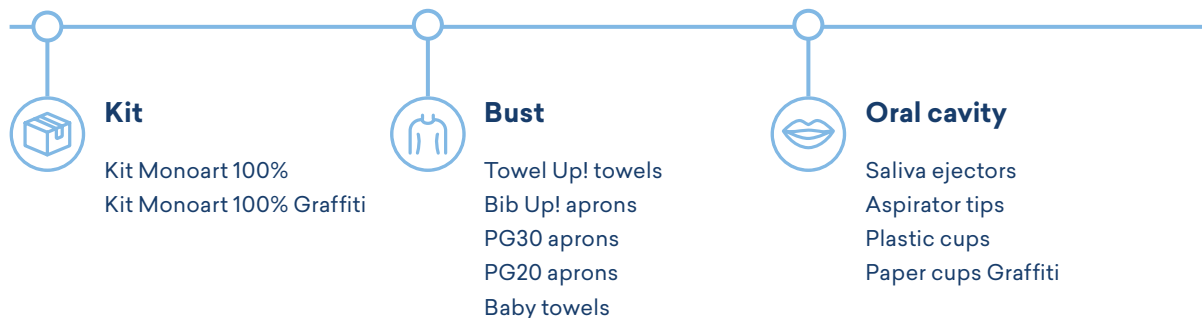 Kit
Kit Monoart 100%
Kit Monoart 100% Graffiti
Bust
Towel Up! towels
Bib Up! aprons
PG30 aprons
PG20 aprons
Baby towels
Oral cavity
Saliva ejectors
Aspirator tips
Plastic cups
Paper cups Graffiti